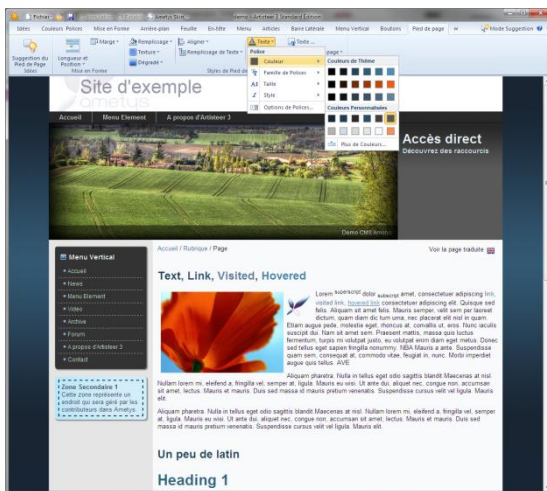 Fichier
demo - Artisteer 3 Standard Edition
Idées Couleurs Polices Mise en Forme Arrière-plan Feuille En-tête Menu Articles Barre Latérale Menu Vertical Boutons Pied de page Mode Suggestion
Marge
Remplissage
Aligner
Texte
Texte ...
Texture
Remplissage de Texte
Police
page
Dégradé
Suggestion du Pied de Page
Longueur et Position
Idées
Mise en Forme
Styles de Pied de
Couleur
Famille de Polices
Taille
Style
Options de Polices...
Couleurs de Thème
Couleurs Personnalisées
Plus de Couleurs...
Site d'exemple
ametys
Accueil Menu Element A propos d'Artisteer 3
Accès direct
Découvrez des raccourcis
Demo CMS Ametys
Menu Vertical
Accueil
News
Menu Element
Video
Archive
Forum
A propos d'Artisteer 3
Contact
Zone Secondaire 1
Cette zone représente un
endroit qui sera géré par les
contributeurs dans Ametys.
Accueil / Rubrique / Page
Voir la page traduite
Text, Link, Visited, Hovered
Lorem superscript dolor subscript amet, consectetuer adipiscing link,
visited link, hovered link consectetuer adipiscing elit. Quisque sed
felis. Aliquam sit amet felis. Mauris semper, velit sem per laoreet
dictum, quam diam dic tum urna, nec placerat elit nisl in quam.
Etiam augue pede, molestie eget, rhoncus at, convallis ut, eros. Nunc iaculis
suscipit dui. Nam sit amet sem. Praesent mattis, massa quis luctus
fermentum, turpis mi volutpat justo, eu volutpat enim diam eget metus. Donec
sed tellus eget sapien fringilla nonummy. NBA Mauris a ante. Suspendisse
quam sem, consequat at, commodo vitae, feugiat in, nunc. Morbi imperdiet
augue quis tellus. AVE
Aliquam pharetra. Nulla in tellus eget odio sagittis blandit.Maecenas at nisl.
Nullam lorem mi, eleifend a, fringilla vel, semper at, ligula. Mauris eu wisi. Ut ante dui, aliquet nec, congue non, accumsan
sit amet, lectus. Mauris et mauris. Duis sed massa id mauris pretium venenatis. Suspendisse cursus velit vel ligula. Mauris
elit.
Aliquam pharetra. Nulla in tellus eget odio sagittis blandit.Maecenas at nisl. Nullam lorem mi, eleifend a, fringilla vel, semper
at, ligula. Mauris eu wisi. Ut ante dui, aliquet nec, congue non, accumsan sit amet, lectus. Mauris et mauris. Duis sed
massa id mauris pretium venenatis. Suspendisse cursus velit vel ligula. Mauris elit.
Un peu de latin
Heading 1